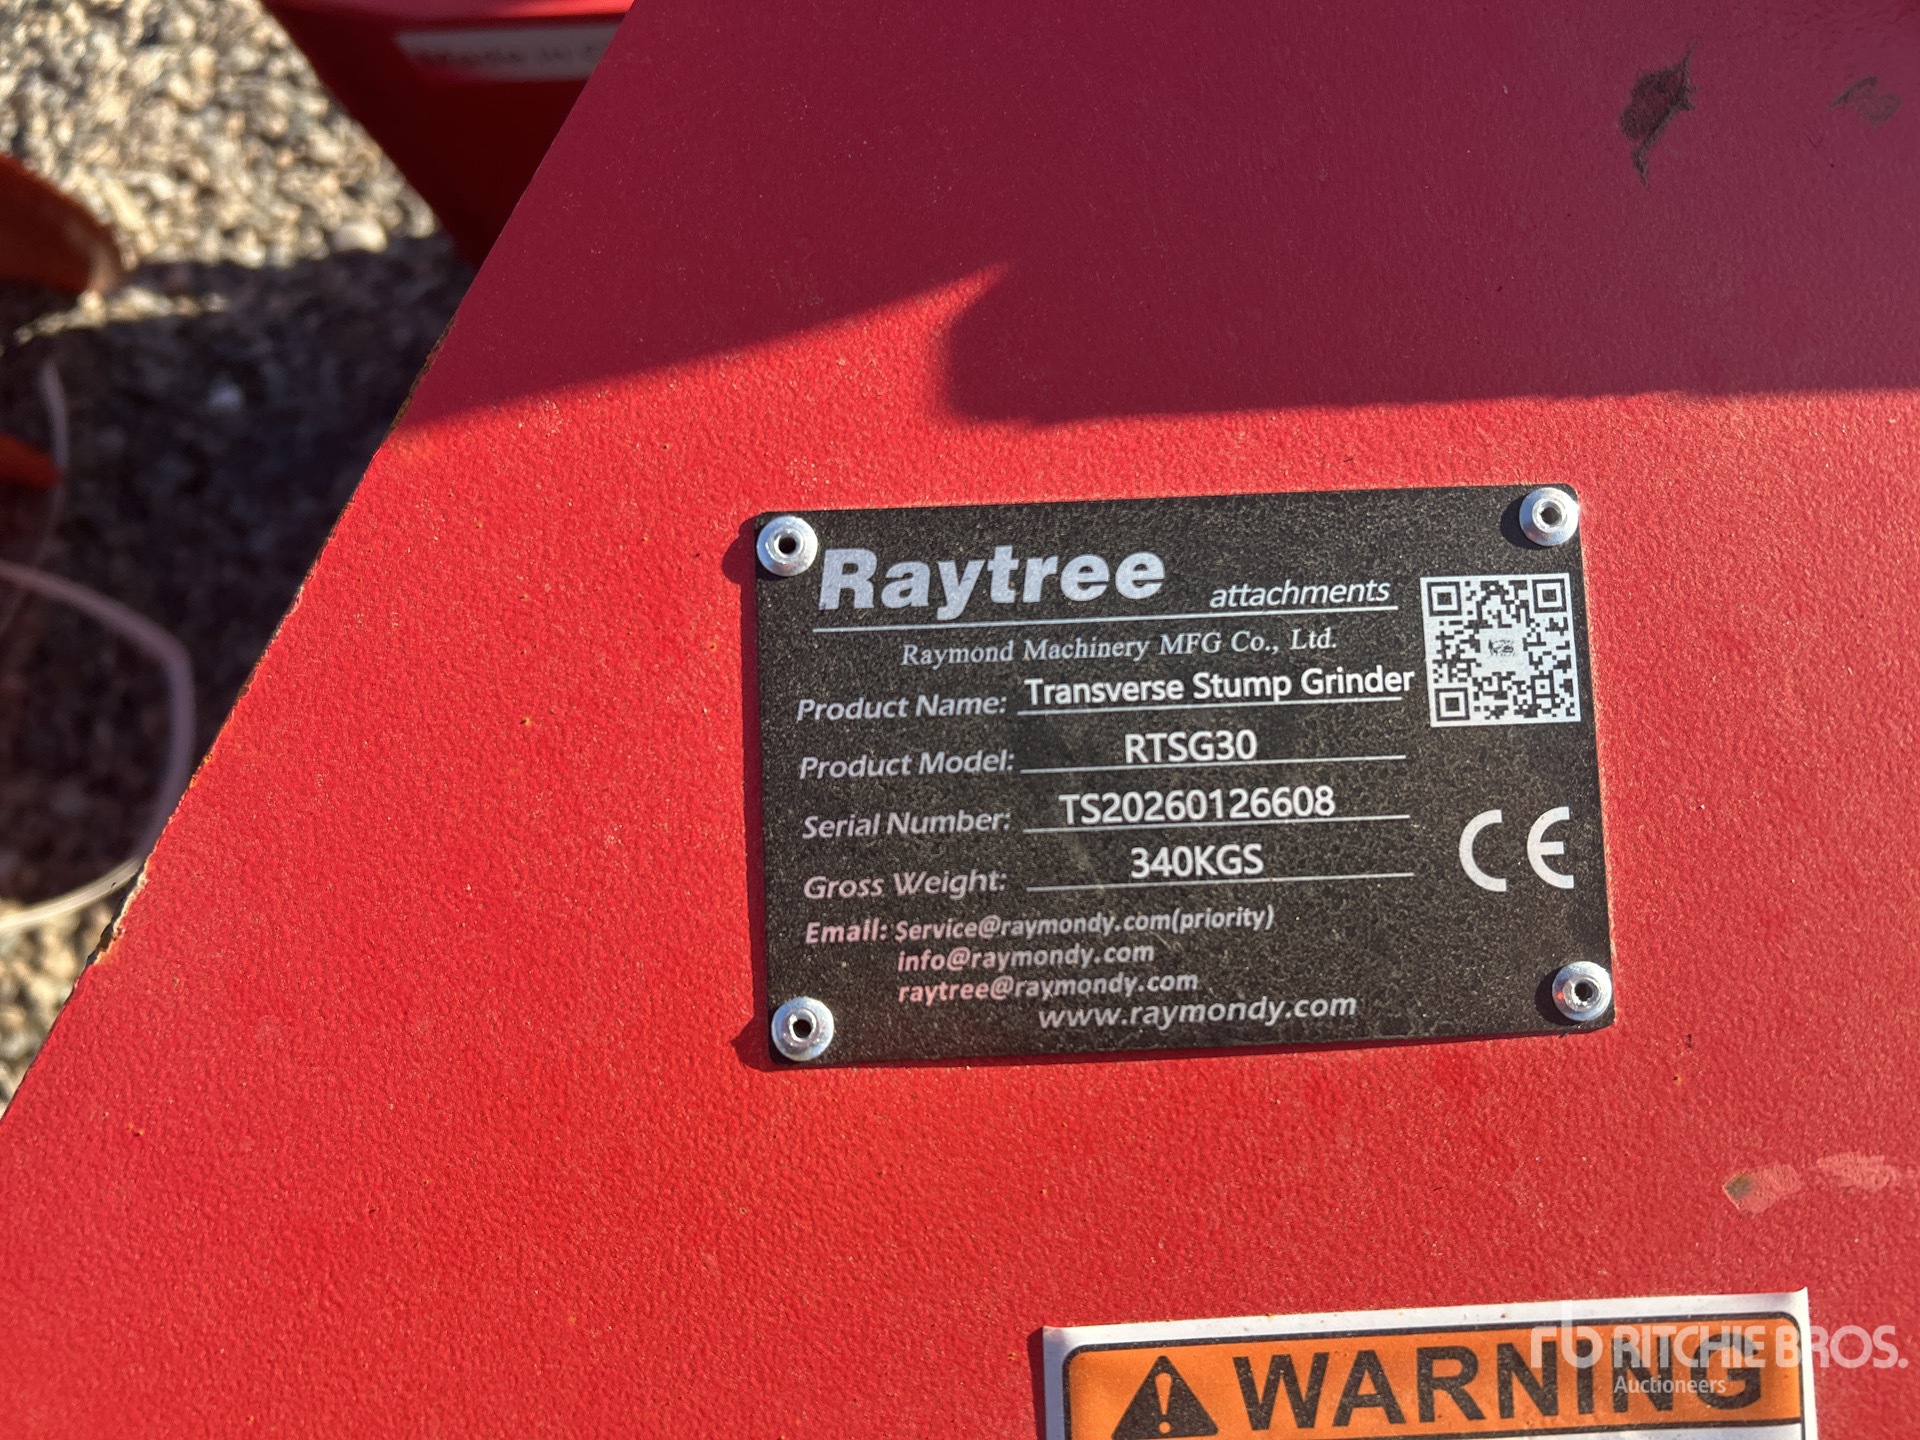 Raytree attachments
Raymond Machinery MFG Co., Ltd.
Product Name: Transverse Stump Grinder
Product Model: RTSG30
Serial Number: TS20260126608
Gross Weight: 340KGS
CE
Email: Service@raymondy.com(priority)
info@raymondy.com
raytree@raymondy.com
www.raymondy.com
WARNING
rb RITCHIE BROS.
Auctioneers